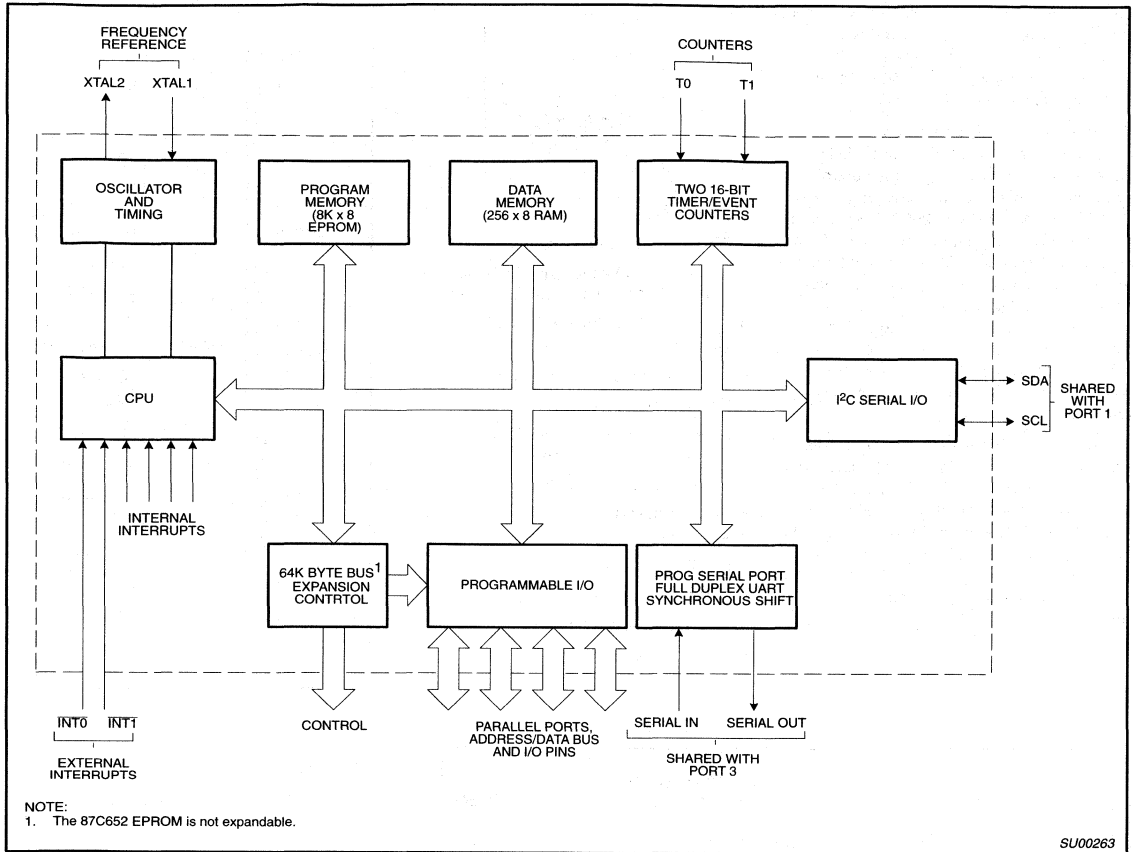 FREQUENCY
REFERENCE
XTAL2
XTAL1
COUNTERS
T0
T1
OSCILLATOR
AND
TIMING
PROGRAM
MEMORY
(8K x 8
EPROM)
DATA
MEMORY
(256 x 8 RAM)
TWO 16-BIT
TIMER/EVENT
COUNTERS
CPU
I²C SERIAL I/O
SDA
SCL
SHARED
WITH
PORT 1
INTERNAL
INTERRUPTS
64K BYTE BUS¹
EXPANSION
CONTRTOL
PROGRAMMABLE I/O
PROG SERIAL PORT
FULL DUPLEX UART
SYNCHRONOUS SHIFT
INT0
INT1
EXTERNAL
INTERRUPTS
CONTROL
PARALLEL PORTS,
ADDRESS/DATA BUS
AND I/O PINS
SERIAL IN
SERIAL OUT
SHARED WITH
PORT 3
NOTE:
1. The 87C652 EPROM is not expandable.
SU00263